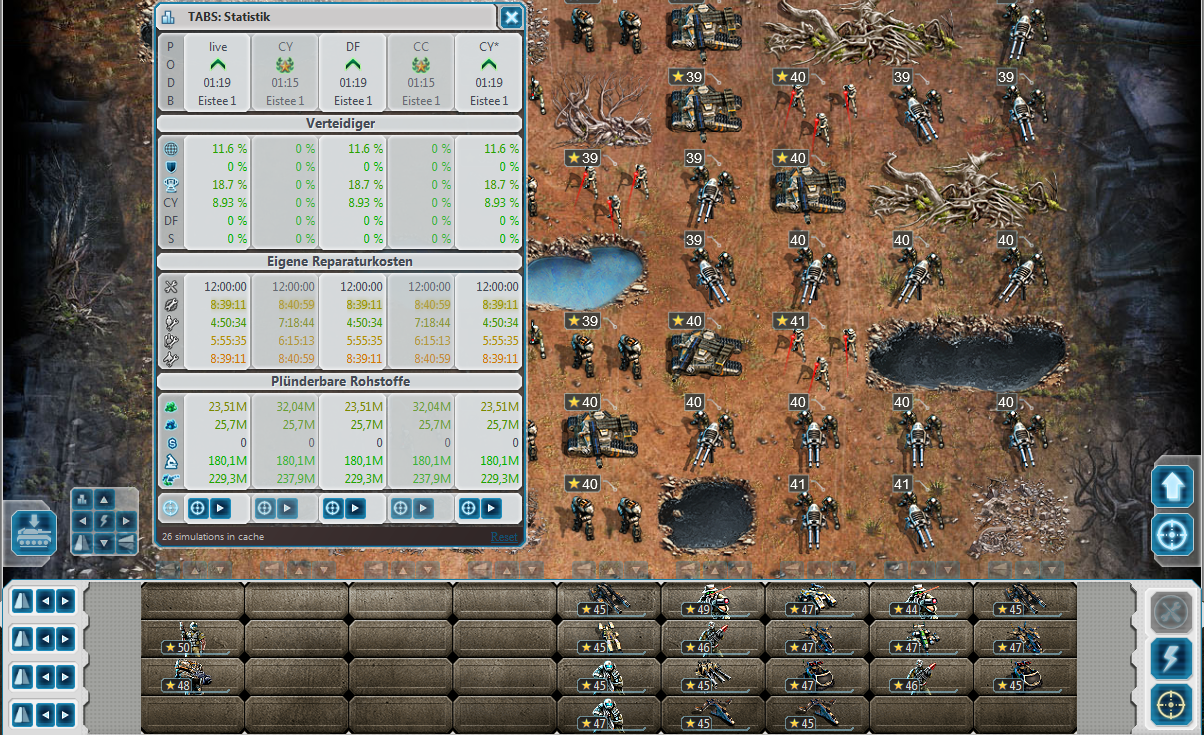 TABS: Statistik
P live CY DF CC CY*
O
D 01:19 01:15 01:19 01:15 01:19
B Eistee 1 Eistee 1 Eistee 1 Eistee 1 Eistee 1
Verteidiger
11.6 % 0 % 11.6 % 0 % 11.6 %
0 % 0 % 0 % 0 % 0 %
18.7 % 0 % 18.7 % 0 % 18.7 %
CY 8.93 % 0 % 8.93 % 0 % 8.93 %
DF 0 % 0 % 0 % 0 % 0 %
S 0 % 0 % 0 % 0 % 0 %
Eigene Reparaturkosten
12:00:00 12:00:00 12:00:00 12:00:00 12:00:00
8:39:11 8:40:59 8:39:11 8:40:59 8:39:11
4:50:34 7:18:44 4:50:34 7:18:44 4:50:34
5:55:35 6:15:13 5:55:35 6:15:13 5:55:35
8:39:11 8:40:59 8:39:11 8:40:59 8:39:11
Plünderbare Rohstoffe
23,51M 32,04M 23,51M 32,04M 23,51M
25,7M 25,7M 25,7M 25,7M 25,7M
0 0 0 0 0
180,1M 180,1M 180,1M 180,1M 180,1M
229,3M 237,9M 229,3M 237,9M 229,3M
26 simulations in cache Reset
39 40 39 39
39 39 40
39 40 40 40
39 40 41
40 40 40 40 40
40 41 41
45 49 47 44 45
50 45 46 47 47 47
48 45 45 47 46 45
47 45 45